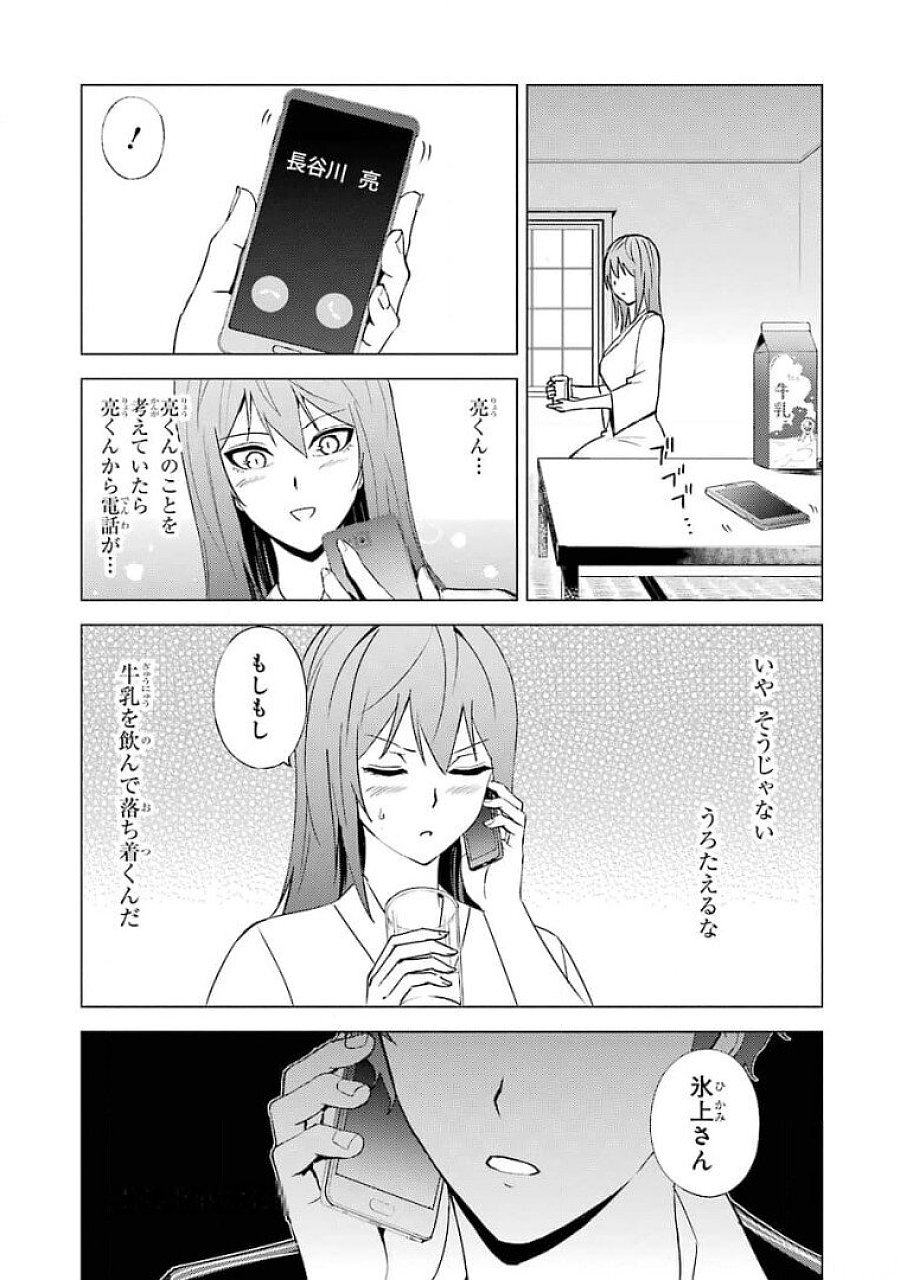 牛乳
ブブブ…
!
長谷川 亮
亮くん…
亮くんのことを
考えていたら
亮くんから電話が…
いや そうじゃない
うろたえるな
もしもし
牛乳を飲んで落ち着くんだ
氷上さん